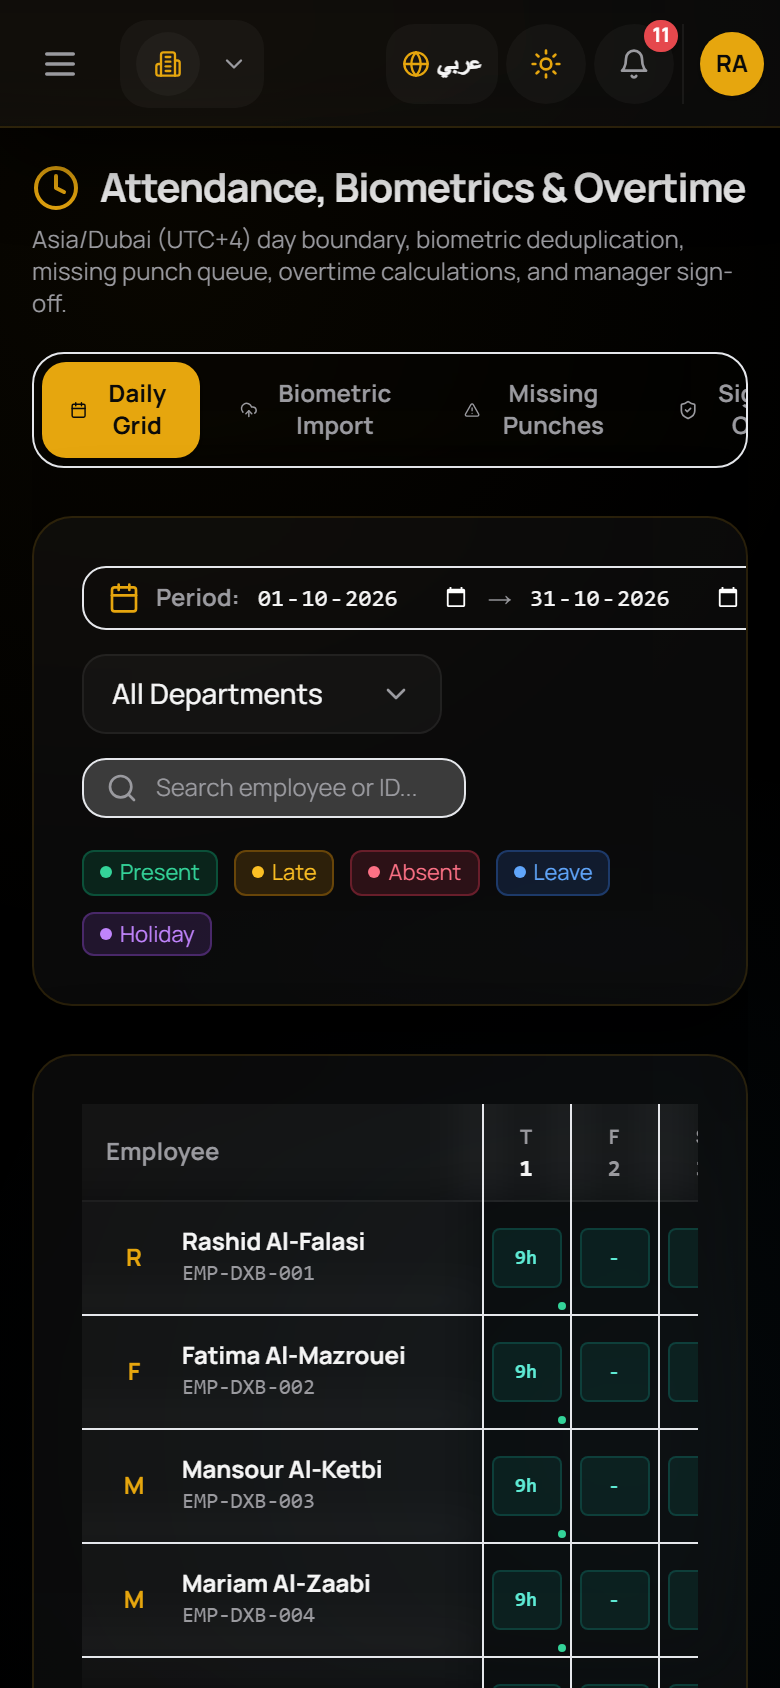 عربي
11
RA
Attendance, Biometrics & Overtime
Asia/Dubai (UTC+4) day boundary, biometric deduplication,
missing punch queue, overtime calculations, and manager sign-
off.
Daily
Grid
Biometric
Import
Missing
Punches
Period: 01-10-2026 → 31-10-2026
All Departments
Search employee or ID...
Present
Late
Absent
Leave
Holiday
Employee
T
1
F
2
R
Rashid Al-Falasi
EMP-DXB-001
9h
-
F
Fatima Al-Mazrouei
EMP-DXB-002
9h
-
M
Mansour Al-Ketbi
EMP-DXB-003
9h
-
M
Mariam Al-Zaabi
EMP-DXB-004
9h
-